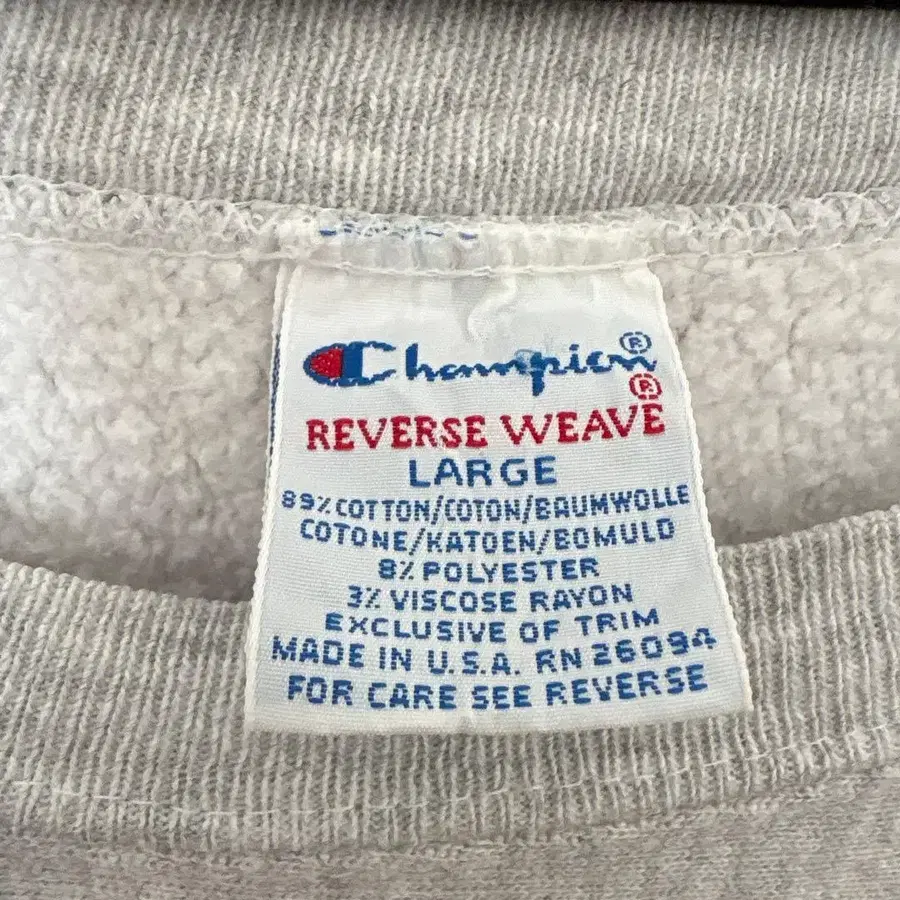 Champion®
REVERSE WEAVE®
LARGE
89% COTTON/COTON/BAUMWOLLE
COTONE/KATOEN/BOMULD
8% POLYESTER
3% VISCOSE RAYON
EXCLUSIVE OF TRIM
MADE IN U.S.A. RN 26094
FOR CARE SEE REVERSE